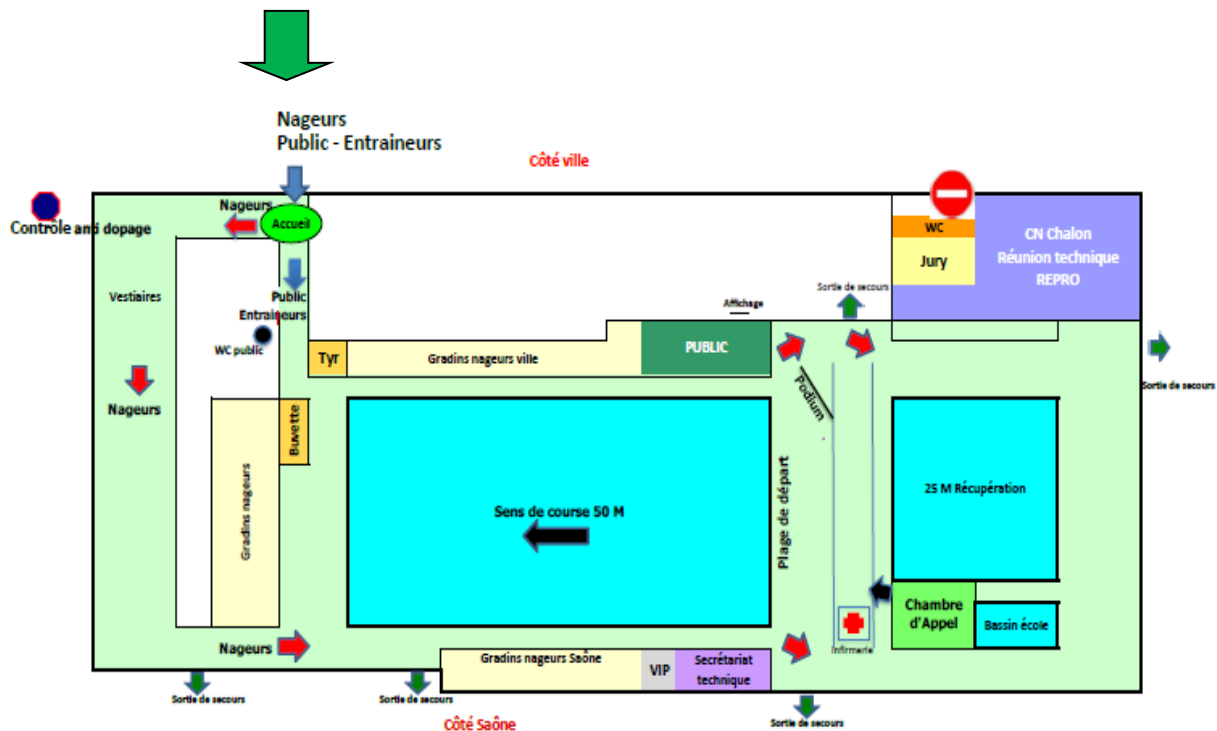 Nageurs
Public - Entraineurs
Côté ville
Nageurs
Accueil
Contrôle anti dopage
WC
CN Chalon
Réunion technique
REPRO
Jury
Vestiaires
Public
Entraineurs
Sortie de secours
Affichage
WC public
Tyr
Gradins nageurs ville
PUBLIC
Sortie de secours
Podium
Nageurs
Buvette
Gradins nageurs
Sens de course 50 M
Plage de départ
25 M Récupération
Chambre
d'Appel
Bassin école
Nageurs
Infirmerie
Gradins nageurs Saône
VIP
Secrétariat
technique
Sortie de secours
Sortie de secours
Sortie de secours
Côté Saône